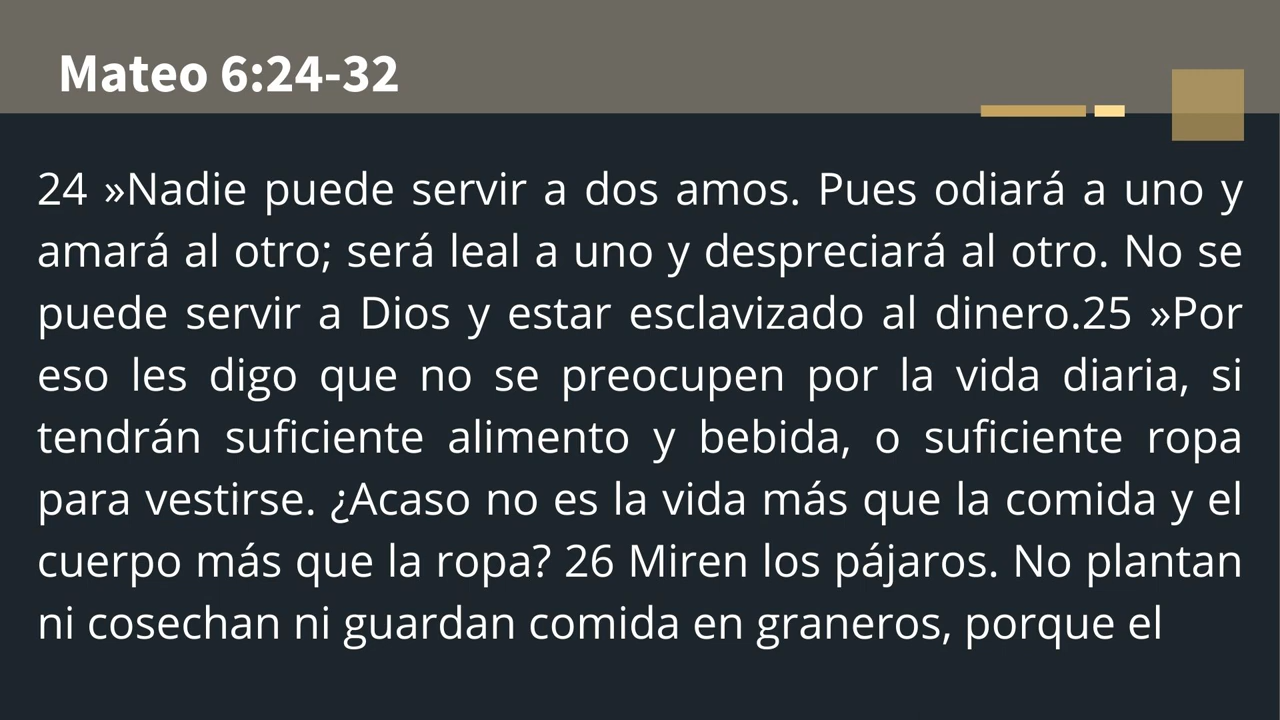 Mateo 6:24-32
24 »Nadie puede servir a dos amos. Pues odiará a uno y
amará al otro; será leal a uno y despreciará al otro. No se
puede servir a Dios y estar esclavizado al dinero.25 »Por
eso les digo que no se preocupen por la vida diaria, si
tendrán suficiente alimento y bebida, o suficiente ropa
para vestirse. ¿Acaso no es la vida más que la comida y el
cuerpo más que la ropa? 26 Miren los pájaros. No plantan
ni cosechan ni guardan comida en graneros, porque el